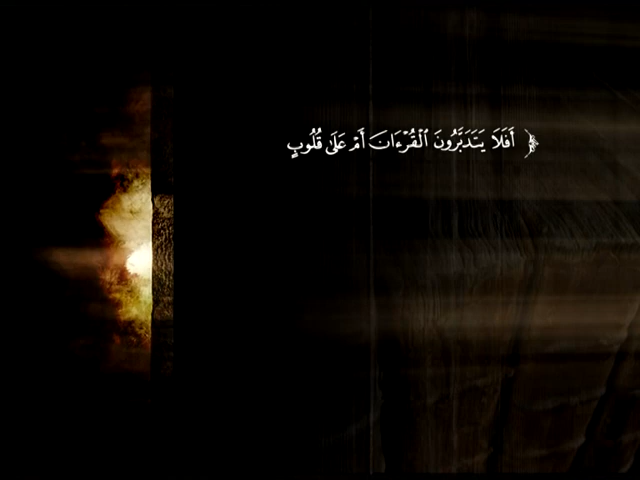 ﴿ أَفَلَا يَتَدَبَّرُونَ ٱلْقُرْءَانَ أَمْ عَلَىٰ قُلُوبٍ